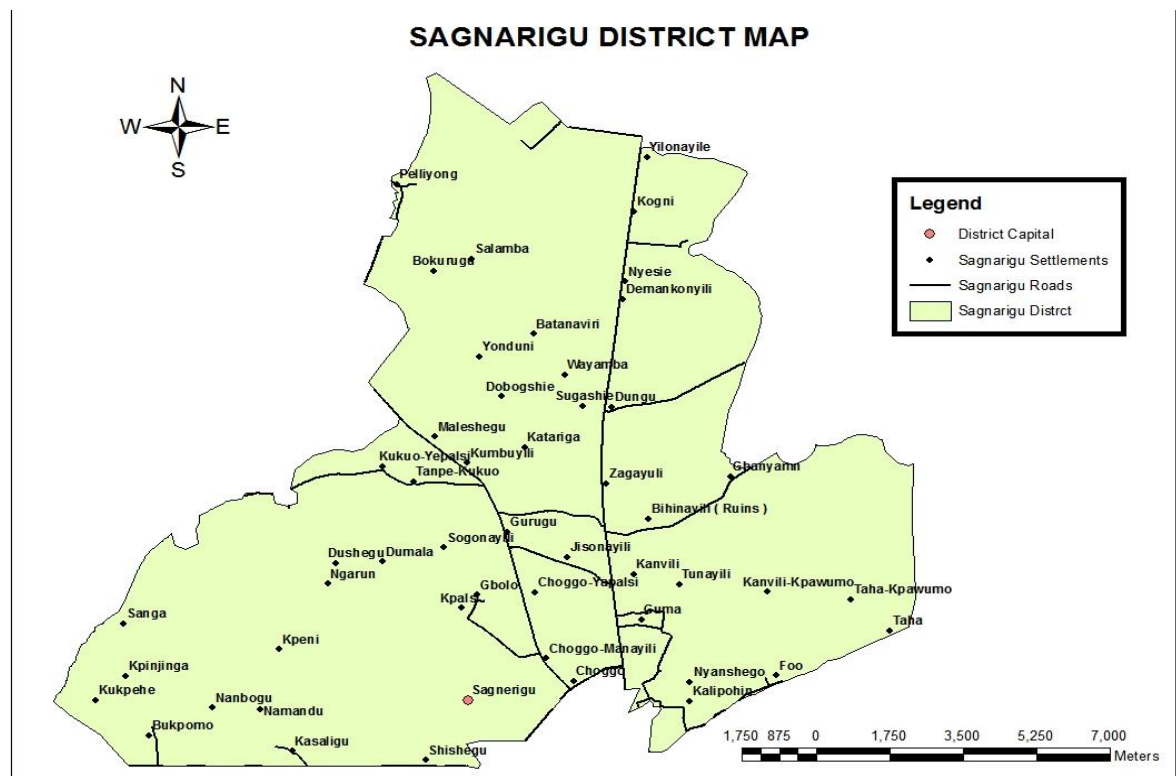 SAGNARIGU DISTRICT MAP
N
W E
S
Yilonayile
Pelliyong
Kogni
Legend
District Capital
Sagnarigu Settlements
Sagnarigu Roads
Sagnarigu Distrct
Salamba
Bokurugu
Nyesie
Demankonyili
Batanaviri
Yonduni
Wayamba
Dobogshie
Sugashie
Dungu
Maleshegu
Katariga
Kumbuyili
Kukuo-Yepalsi
Tanpe-Kukuo
Gbanyamn
Zagayuli
Bihinayili ( Ruins )
Gurugu
Sogonayili
Jisonayili
Dushegu
Dumala
Ngarun
Kanvili
Tunayili
Gbolo
Choggo-Yapalsi
Kanvili-Kpawumo
Taha-Kpawumo
Kpalsi
Guma
Sanga
Taha
Kpeni
Choggo-Manayili
Kpinjinga
Choggo
Nyanshego
Foo
Kukpehe
Sagnerigu
Kalipohin
Nanbogu
Namandu
Bukpomo
Kasaligu
Shishegu
1,750 875 0 1,750 3,500 5,250 7,000
Meters